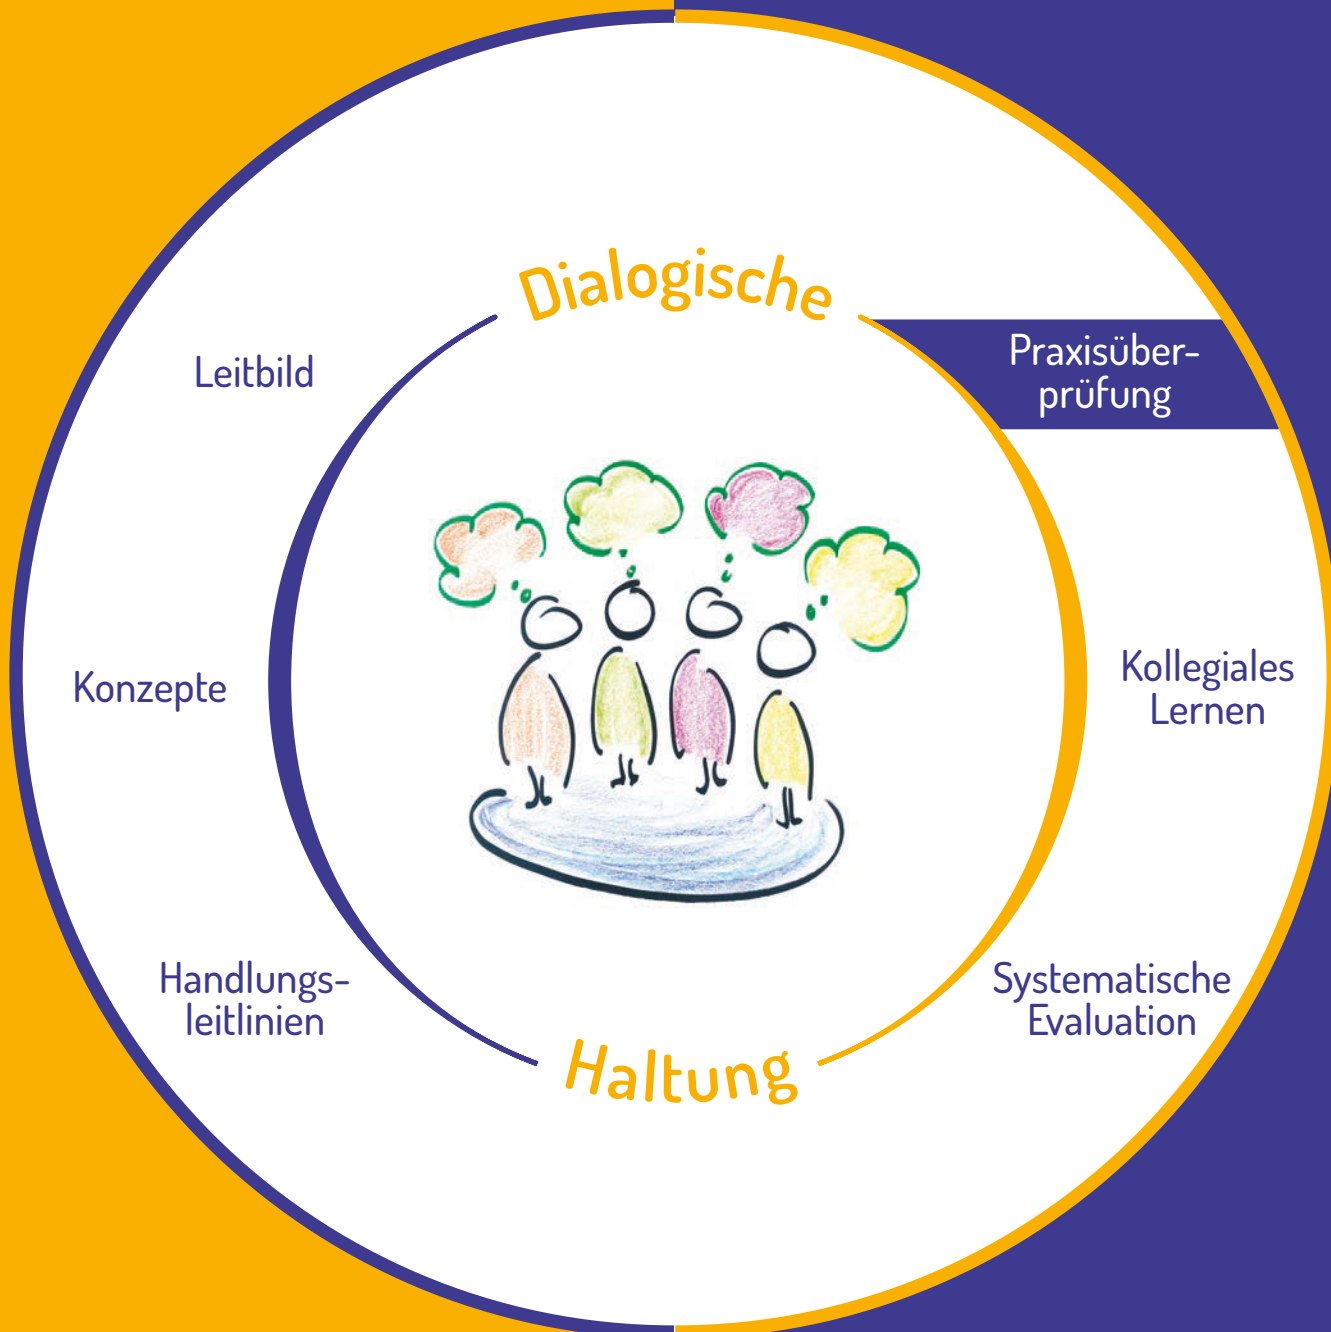 Dialogische
Leitbild
Praxisüber-
prüfung
Konzepte
Kollegiales
Lernen
Handlungs-
leitlinien
Systematische
Evaluation
Haltung